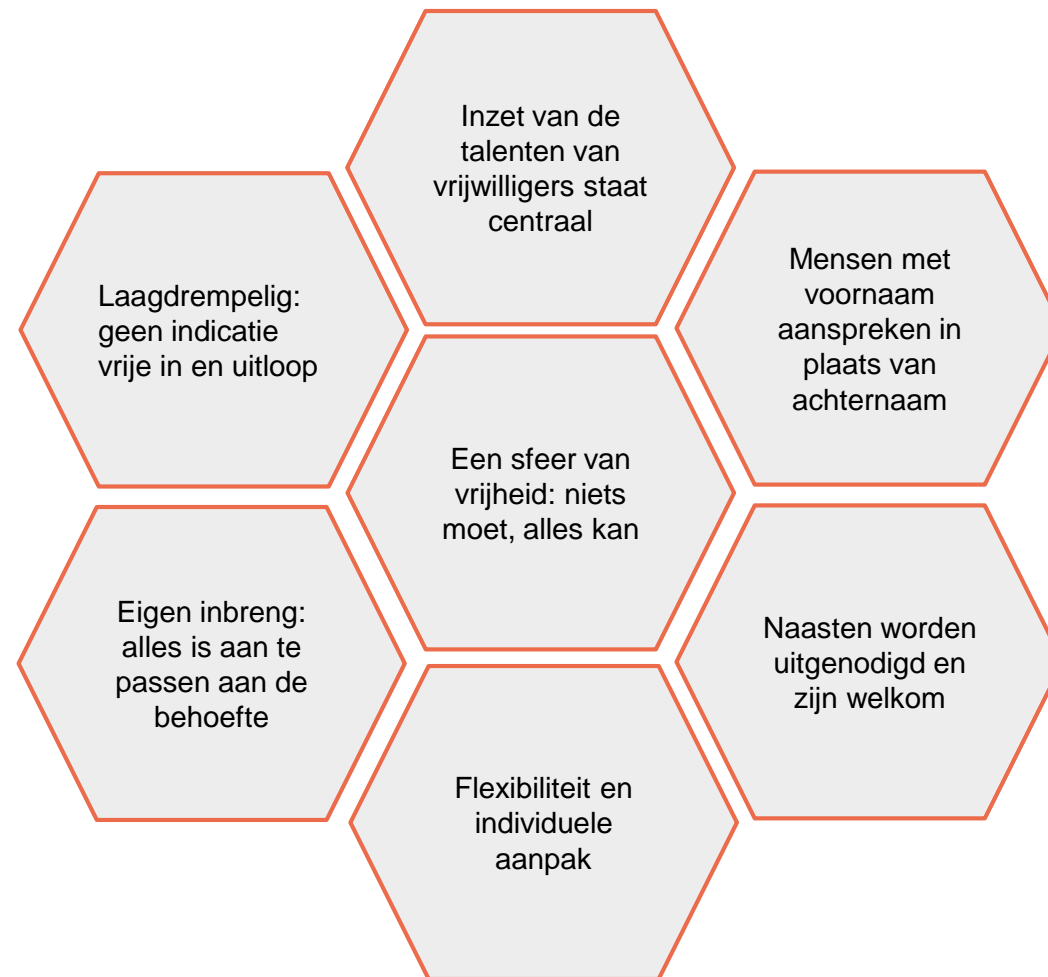 Inzet van de
talenten van
vrijwilligers staat
centraal
Laagdrempelig:
geen indicatie
vrije in en uitloop
Mensen met
voornaam
aanspreken in
plaats van
achternaam
Een sfeer van
vrijheid: niets
moet, alles kan
Eigen inbreng:
alles is aan te
passen aan de
behoefte
Naasten worden
uitgenodigd en
zijn welkom
Flexibiliteit en
individuele
aanpak